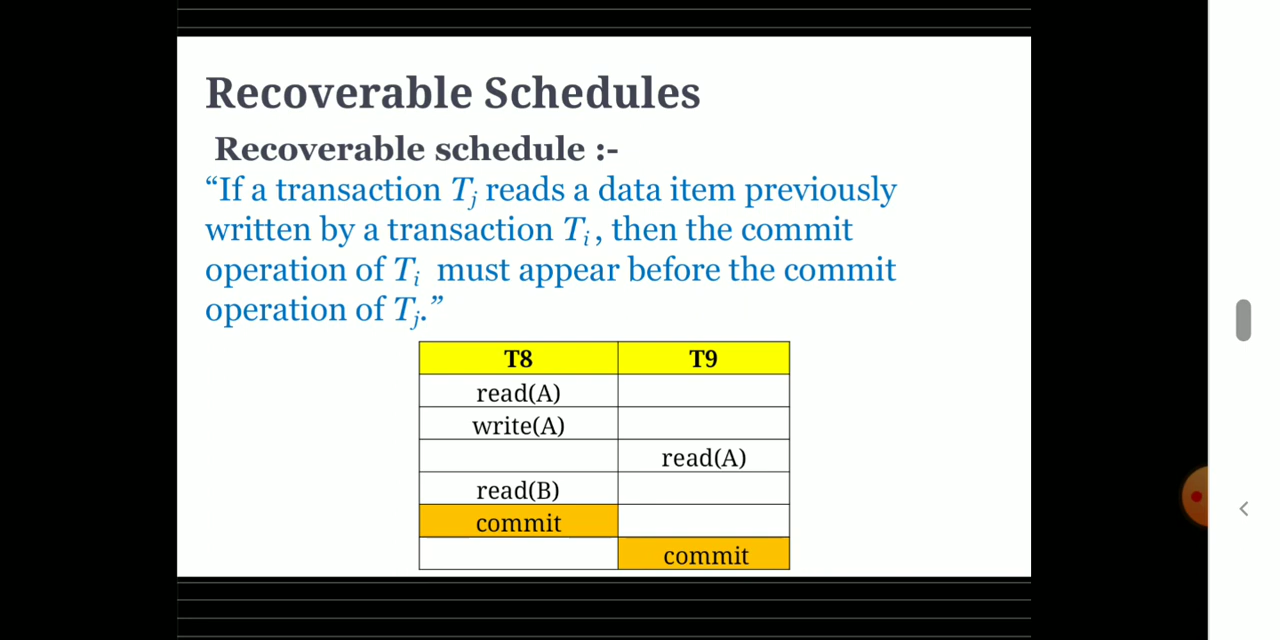 Recoverable Schedules
Recoverable schedule :-
“If a transaction Tj reads a data item previously
written by a transaction Ti, then the commit
operation of Ti must appear before the commit
operation of Tj.”
T8 T9
read(A)
write(A)
read(A)
read(B)
commit
commit